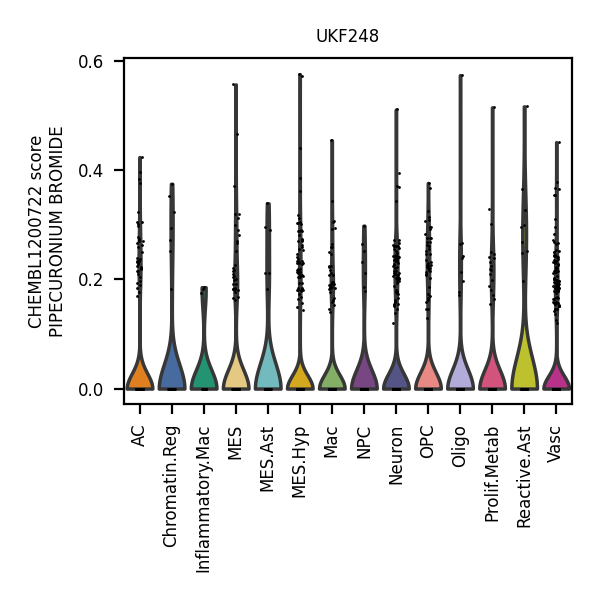 UKF248
CHEMBL1200722 score
PIPECURONIUM BROMIDE
0.6
0.4
0.2
0.0
AC
Chromatin.Reg
Inflammatory.Mac
MES
MES.Ast
MES.Hyp
Mac
NPC
Neuron
OPC
Oligo
Prolif.Metab
Reactive.Ast
Vasc